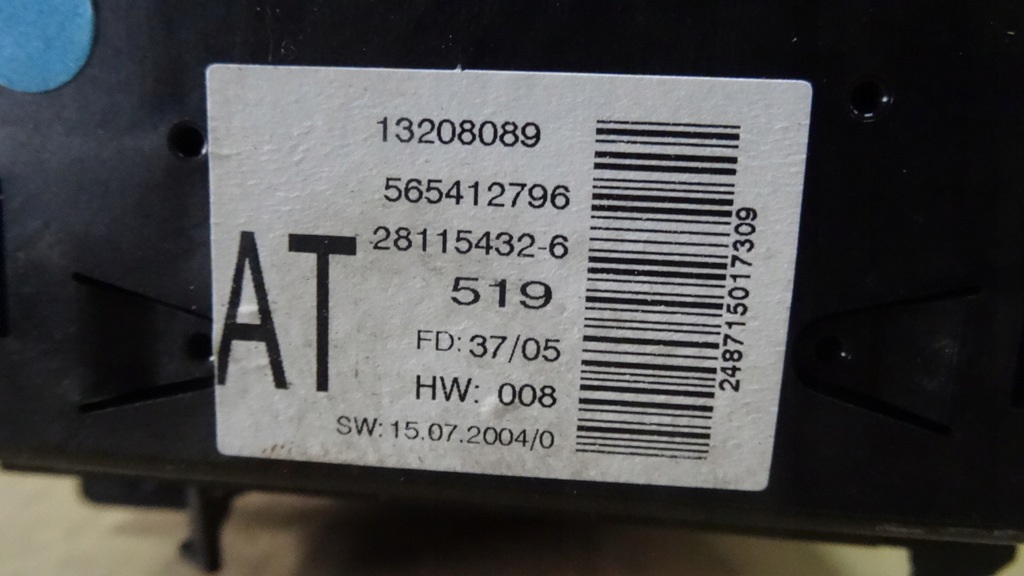 13208089
565412796
28115432-6
AT
519
FD: 37/05
HW: 008
SW: 15.07.2004/0
248715017309